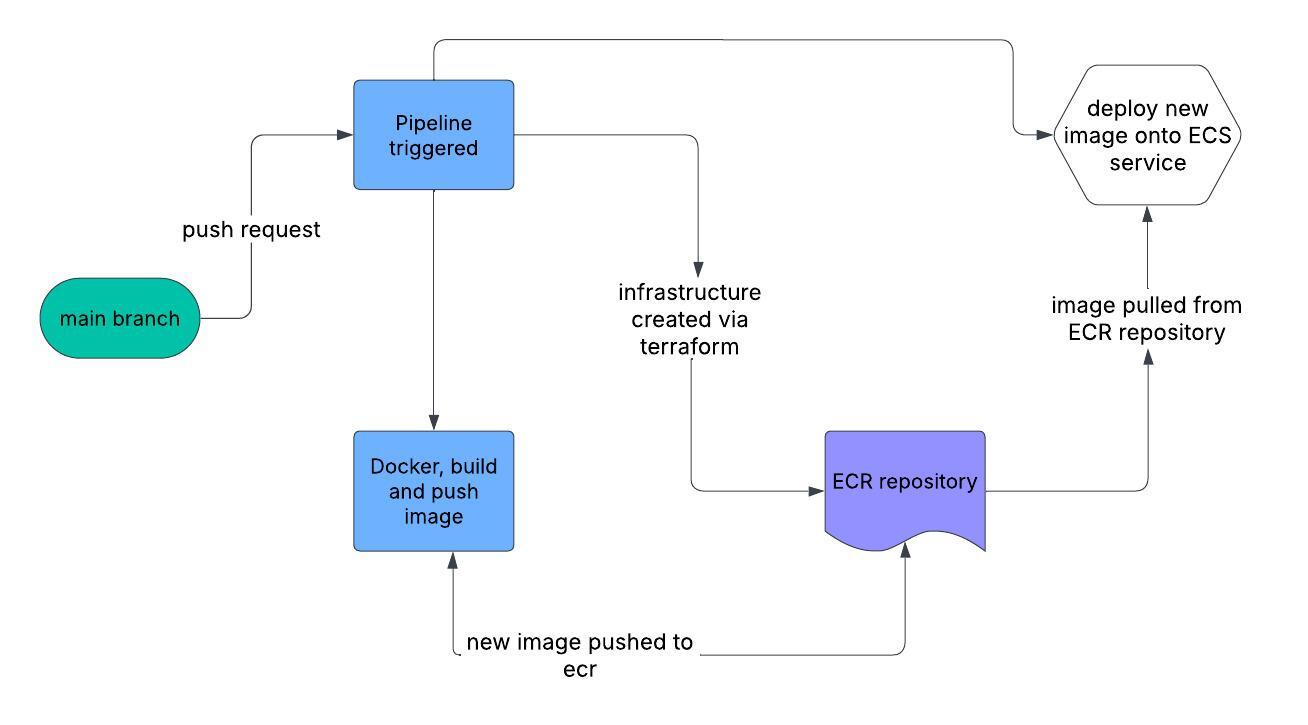 Pipeline
triggered
deploy new
image onto ECS
service
push request
main branch
infrastructure
created via
terraform
image pulled from
ECR repository
Docker, build
and push
image
ECR repository
new image pushed to
ecr